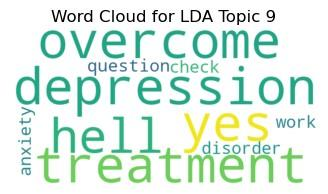 Word Cloud for LDA Topic 9
overcome
question check
depression
anxiety
hell yes work
disorder
treatment